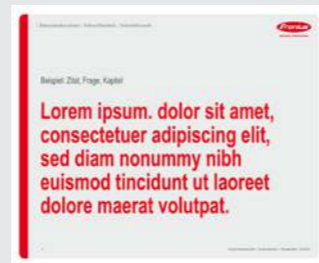 Fronius
Beispiel: Zitat, Frage, Kapitel
Lorem ipsum. dolor sit amet,
consectetuer adipiscing elit,
sed diam nonummy nibh
euismod tincidunt ut laoreet
dolore maerat volutpat.